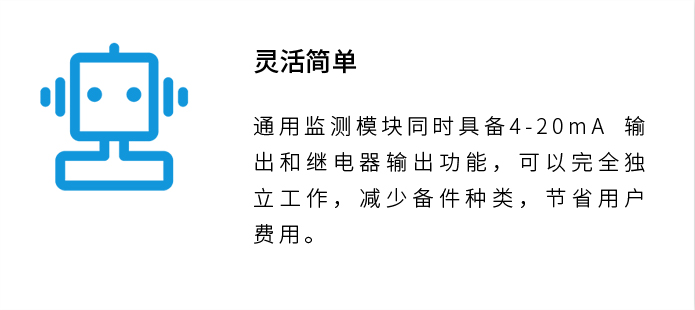 灵活简单
通用监测模块同时具备4-20mA 输
出和继电器输出功能，可以完全独
立工作，减少备件种类，节省用户
费用。